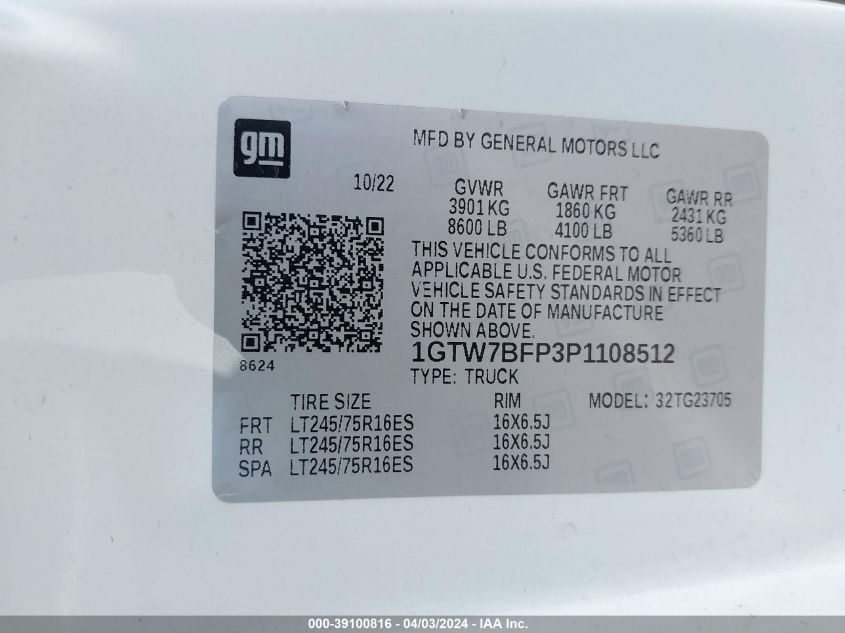 gm
MFD BY GENERAL MOTORS LLC
10/22
GVWR GAWR FRT GAWR RR
3901 KG 1860 KG 2431 KG
8600 LB 4100 LB 5360 LB
THIS VEHICLE CONFORMS TO ALL
APPLICABLE U.S. FEDERAL MOTOR
VEHICLE SAFETY STANDARDS IN EFFECT
ON THE DATE OF MANUFACTURE
SHOWN ABOVE.
8624
1GTW7BFP3P1108512
TYPE: TRUCK
TIRE SIZE RIM MODEL: 32TG23705
FRT LT245/75R16ES 16X6.5J
RR LT245/75R16ES 16X6.5J
SPA LT245/75R16ES 16X6.5J
000-39100816 - 04/03/2024 - IAA Inc.